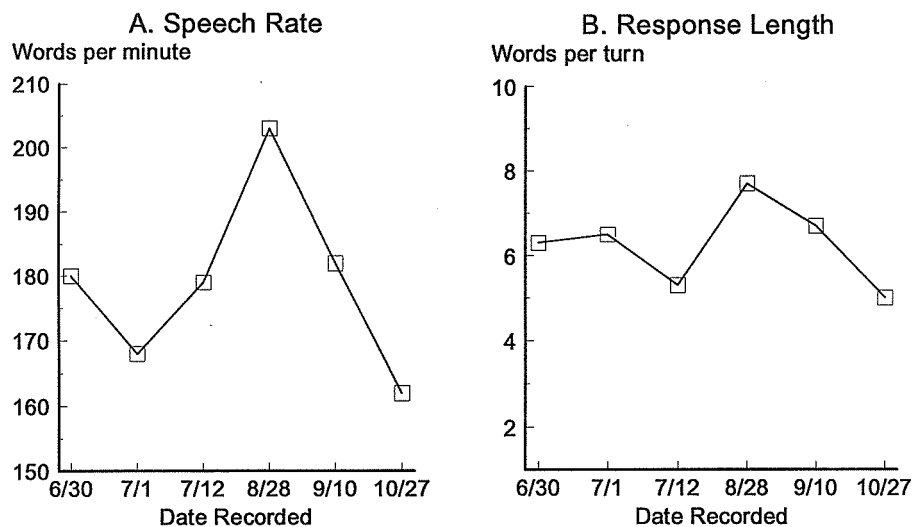 A. Speech Rate
Words per minute
210
200
190
180
170
160
150
6/30 7/1 7/12 8/28 9/10 10/27
Date Recorded
B. Response Length
Words per turn
10
8
6
4
2
6/30 7/1 7/12 8/28 9/10 10/27
Date Recorded